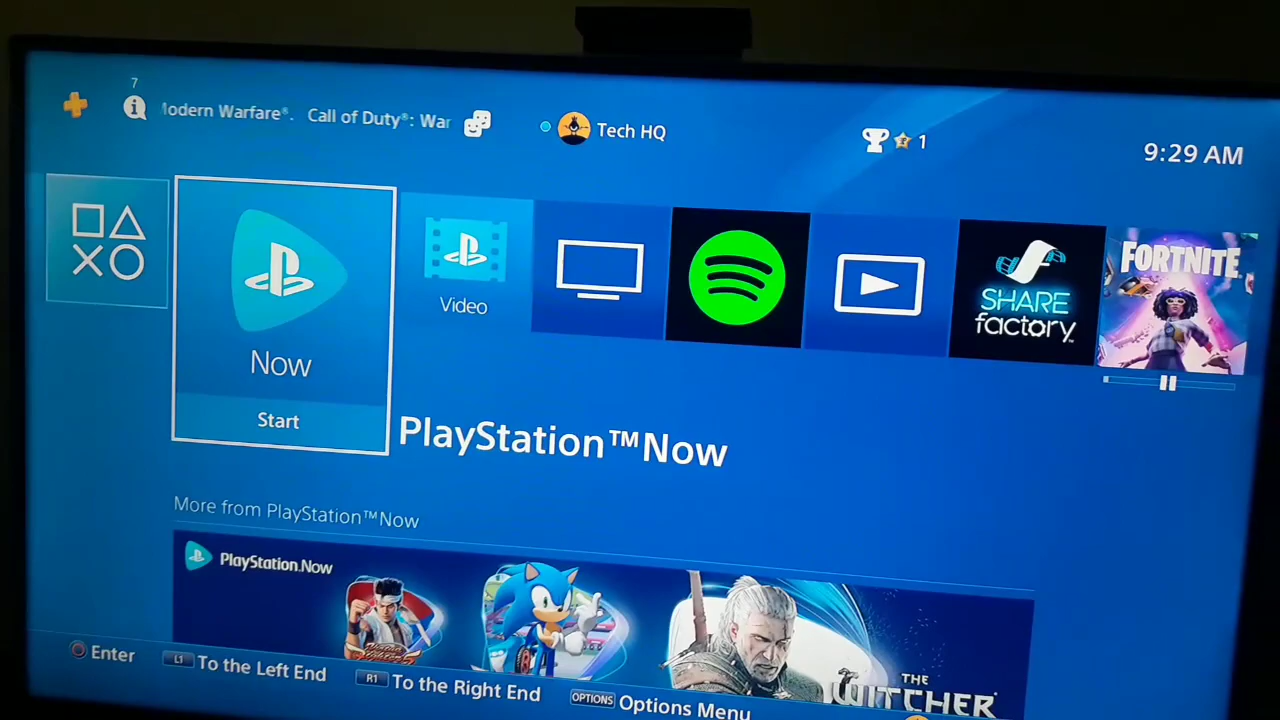 7
Modern Warfare®. Call of Duty®: War
Tech HQ
1
9:29 AM
Now
Start
Video
SHARE
factory™
FORTNITE
PlayStation™Now
More from PlayStation™Now
PlayStation.Now
THE
WITCHER
Enter
L1 To the Left End
R1 To the Right End
OPTIONS Options Menu